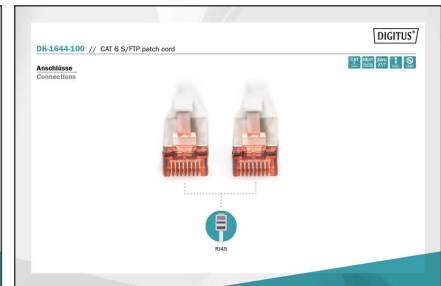 DIGITUS®
DK-1644-100 // CAT 6 S/FTP patch cord
Anschlüsse
Connections
RJ45